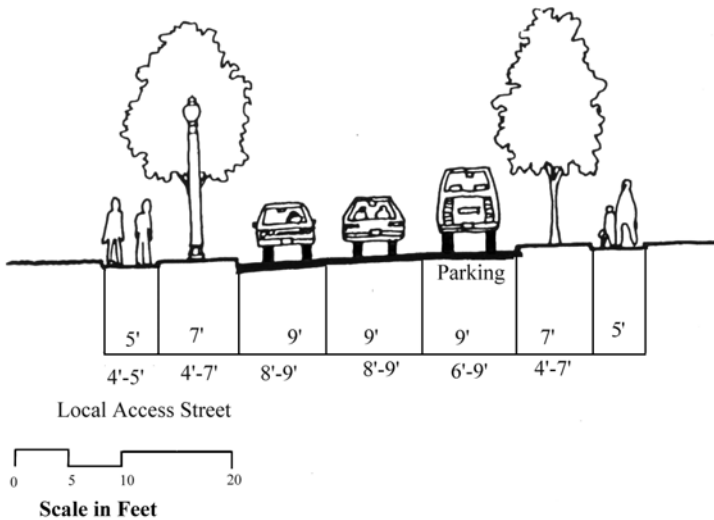 Parking
5' 7' 9' 9' 9' 7' 5'
4'-5' 4'-7' 8'-9' 8'-9' 6'-9' 4'-7'
Local Access Street
0 5 10 20
Scale in Feet